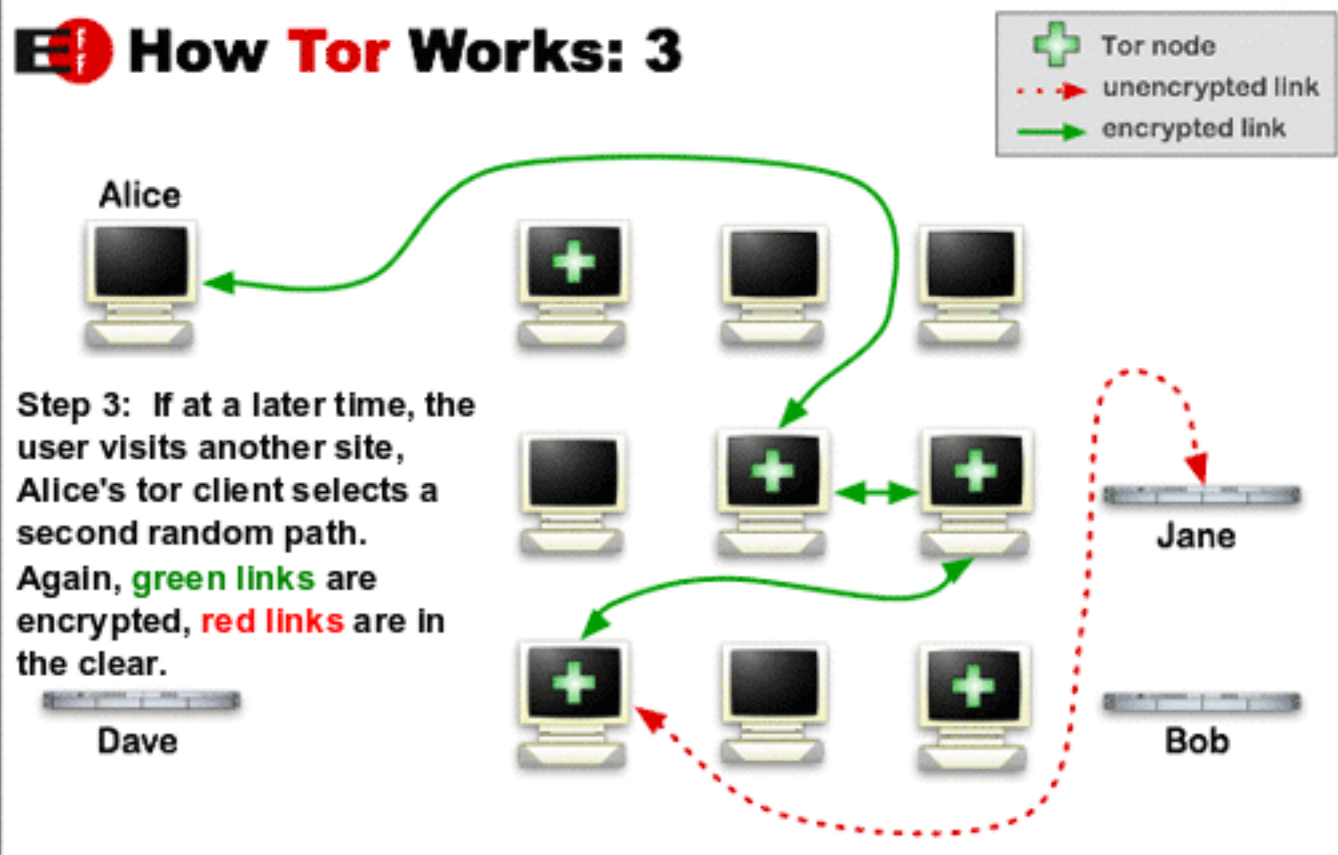 EFF How Tor Works: 3
Tor node
unencrypted link
encrypted link
Alice
Step 3: If at a later time, the
user visits another site,
Alice's tor client selects a
second random path.
Again, green links are
encrypted, red links are in
the clear.
Jane
Dave
Bob